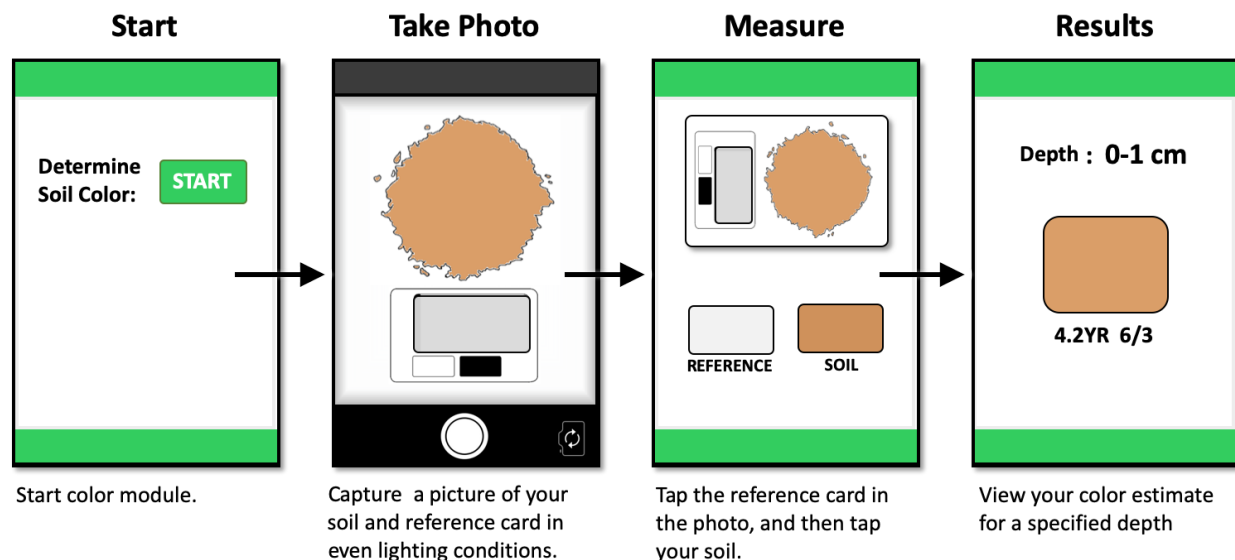 Start
Take Photo
Measure
Results
Determine
Soil Color:
START
REFERENCE
SOIL
Depth : 0-1 cm
4.2YR 6/3
Start color module.
Capture a picture of your
soil and reference card in
even lighting conditions.
Tap the reference card in
the photo, and then tap
your soil.
View your color estimate
for a specified depth